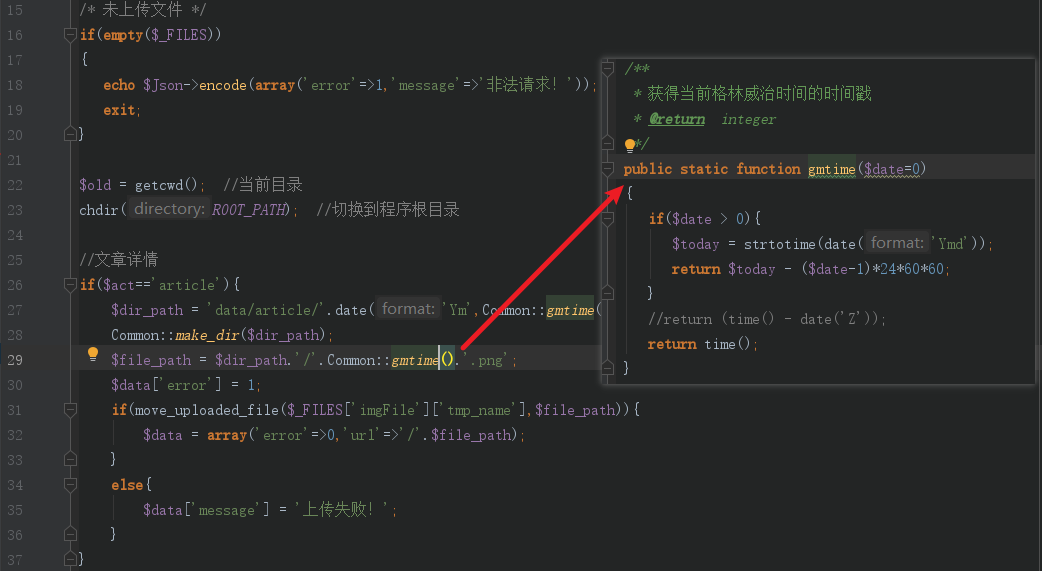 15 /* 未上传文件 */
16 if(empty($_FILES))
17 {
18 echo $Json->encode(array('error'=>1,'message'=>'非法请求！'));
19 exit;
20 }
21
22 $old = getcwd(); //当前目录
23 chdir( directory: ROOT_PATH); //切换到程序根目录
24
25 //文章详情
26 if($act=='article'){
27 $dir_path = 'data/article/'.date( format: 'Ym',Common::gmtime(
28 Common::make_dir($dir_path);
29 $file_path = $dir_path.'/'.Common::gmtime().'.png';
30 $data['error'] = 1;
31 if(move_uploaded_file($_FILES['imgFile']['tmp_name'],$file_path)){
32 $data = array('error'=>0,'url'=>'/'.$file_path);
33 }
34 else{
35 $data['message'] = '上传失败！';
36 }
37 }
/**
* 获得当前格林威治时间的时间戳
* @return integer
*/
public static function gmtime($date=0)
{
if($date > 0){
$today = strtotime(date( format: 'Ymd'));
return $today - ($date-1)*24*60*60;
}
//return (time() - date('Z'));
return time();
}